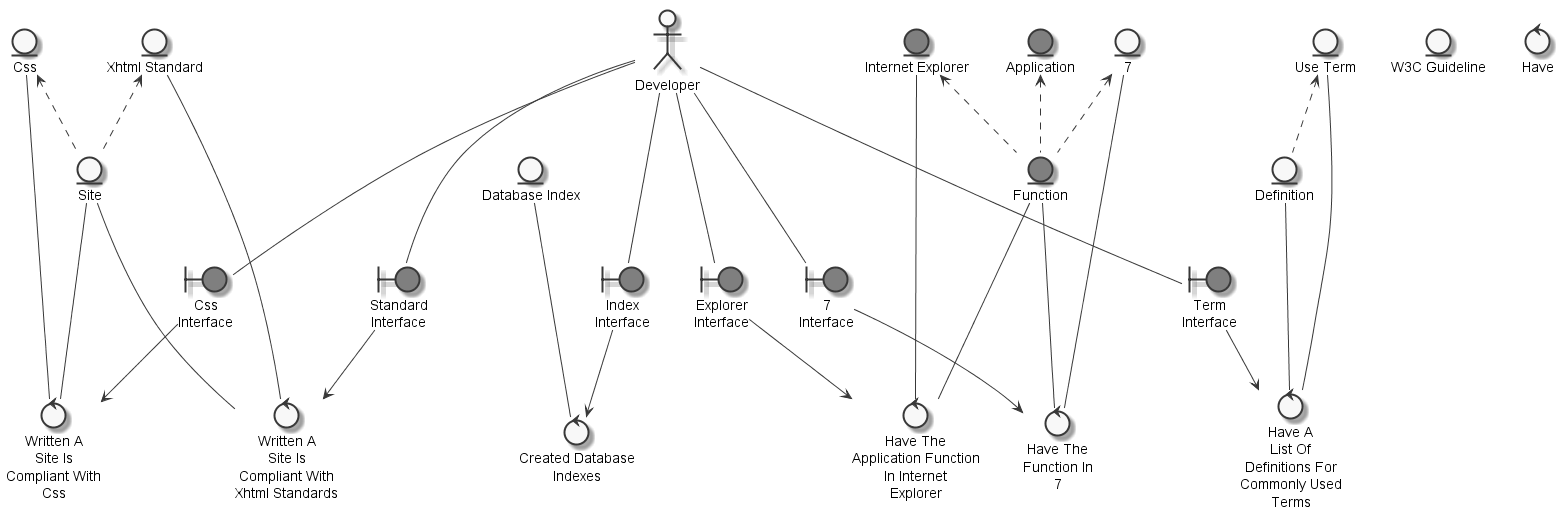 Css
Xhtml Standard
Developer
Internet Explorer
Application
7
Use Term
W3C Guideline
Have
Site
Database Index
Function
Definition
Css
Interface
Standard
Interface
Index
Interface
Explorer
Interface
7
Interface
Term
Interface
Written A
Site Is
Compliant With
Css
Written A
Site Is
Compliant With
Xhtml Standards
Created Database
Indexes
Have The
Application Function
In Internet
Explorer
Have The
Function In
7
Have A
List Of
Definitions For
Commonly Used
Terms